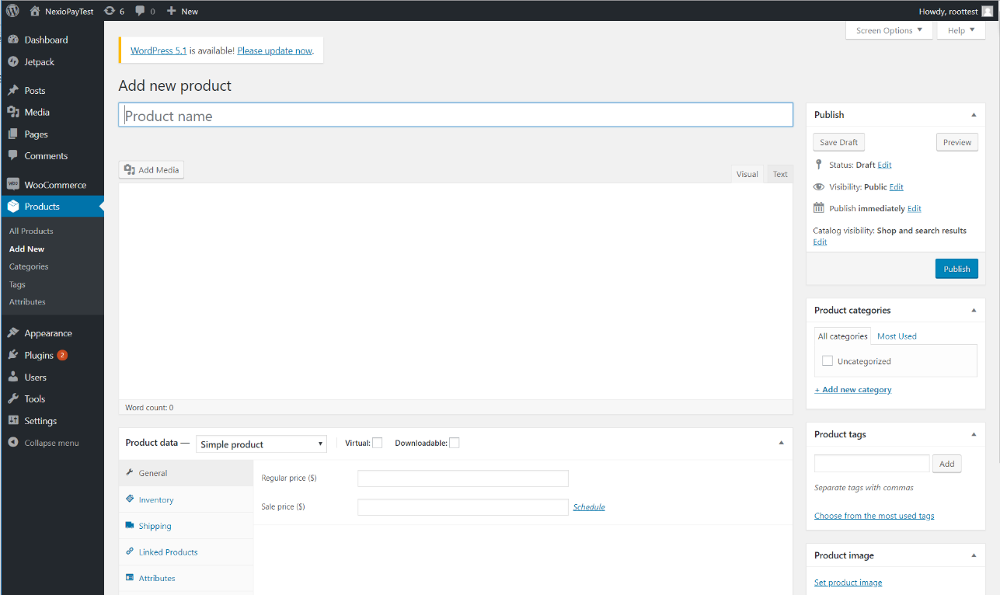 NexioPayTest 6 0 New Howdy, roottest
Dashboard
Jetpack
Posts
Media
Pages
Comments
WooCommerce
Products
All Products
Add New
Categories
Tags
Attributes
Appearance
Plugins 2
Users
Tools
Settings
Collapse menu
Screen Options Help
WordPress 5.1 is available! Please update now.
Add new product
Product name
Add Media
Visual Text
Word count: 0
Product data — Simple product Virtual: Downloadable:
General
Inventory
Shipping
Linked Products
Attributes
Regular price ($)
Sale price ($) Schedule
Publish
Save Draft Preview
Status: Draft Edit
Visibility: Public Edit
Publish immediately Edit
Catalog visibility: Shop and search results
Edit
Publish
Product categories
All categories Most Used
Uncategorized
+ Add new category
Product tags
Add
Separate tags with commas
Choose from the most used tags
Product image
Set product image